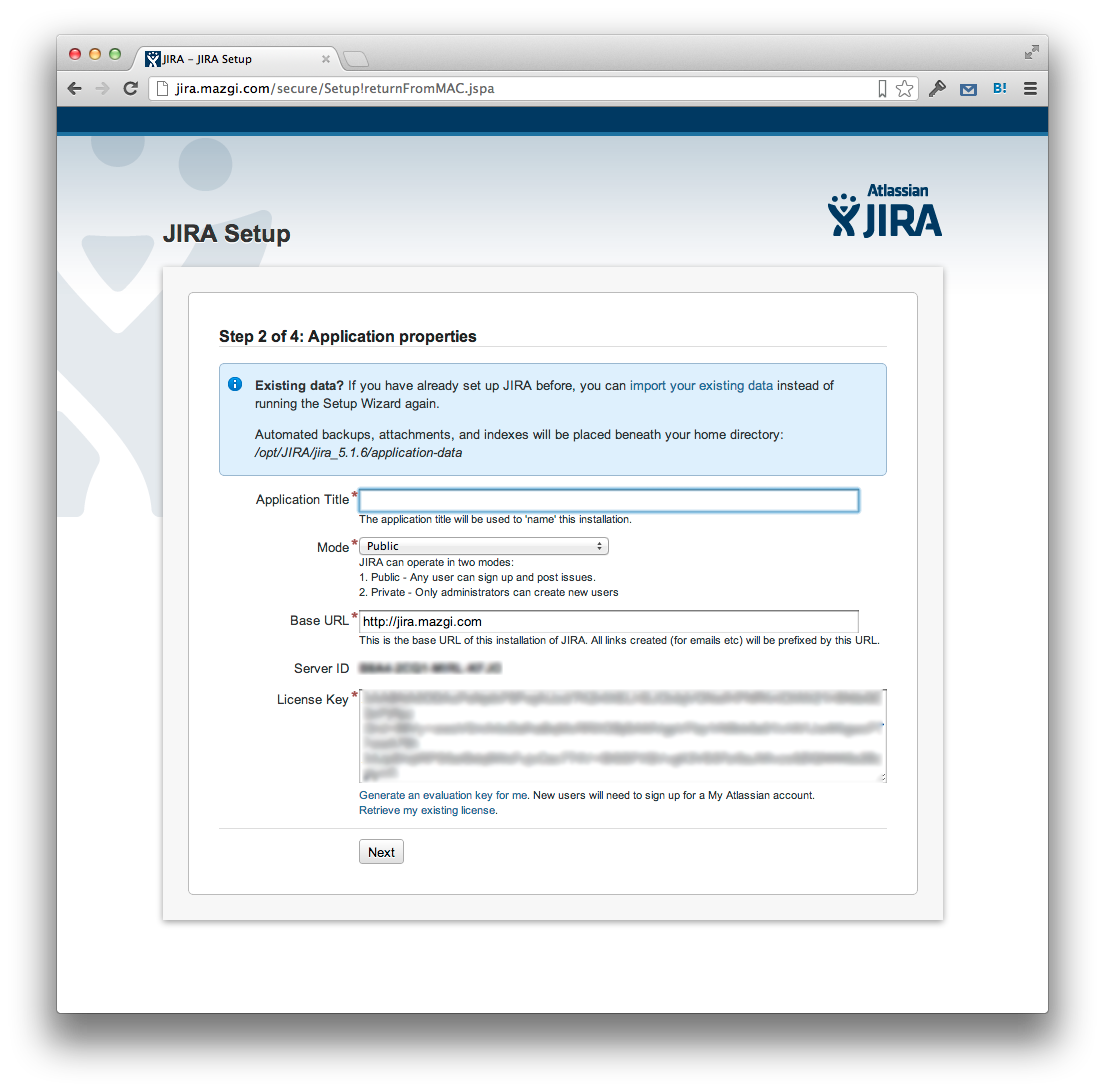 JIRA - JIRA Setup
jira.mazgi.com/secure/Setup!returnFromMAC.jspa
B!
Atlassian
JIRA
JIRA Setup
Step 2 of 4: Application properties
Existing data? If you have already set up JIRA before, you can import your existing data instead of
running the Setup Wizard again.
Automated backups, attachments, and indexes will be placed beneath your home directory:
/opt/JIRA/jira_5.1.6/application-data
Application Title *
The application title will be used to 'name' this installation.
Mode * Public
JIRA can operate in two modes:
1. Public - Any user can sign up and post issues.
2. Private - Only administrators can create new users
Base URL * http://jira.mazgi.com
This is the base URL of this installation of JIRA. All links created (for emails etc) will be prefixed by this URL.
Server ID
License Key *
Generate an evaluation key for me. New users will need to sign up for a My Atlassian account.
Retrieve my existing license.
Next